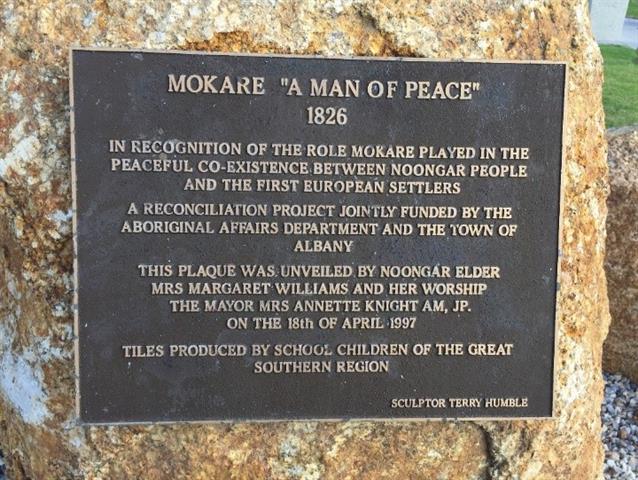 MOKARE "A MAN OF PEACE"
1826
IN RECOGNITION OF THE ROLE MOKARE PLAYED IN THE
PEACEFUL CO-EXISTENCE BETWEEN NOONGAR PEOPLE
AND THE FIRST EUROPEAN SETTLERS
A RECONCILIATION PROJECT JOINTLY FUNDED BY THE
ABORIGINAL AFFAIRS DEPARTMENT AND THE TOWN OF
ALBANY
THIS PLAQUE WAS UNVEILED BY NOONGAR ELDER
MRS MARGARET WILLIAMS AND HER WORSHIP
THE MAYOR MRS ANNETTE KNIGHT AM, JP.
ON THE 18th OF APRIL 1997
TILES PRODUCED BY SCHOOL CHILDREN OF THE GREAT
SOUTHERN REGION
SCULPTOR TERRY HUMBLE